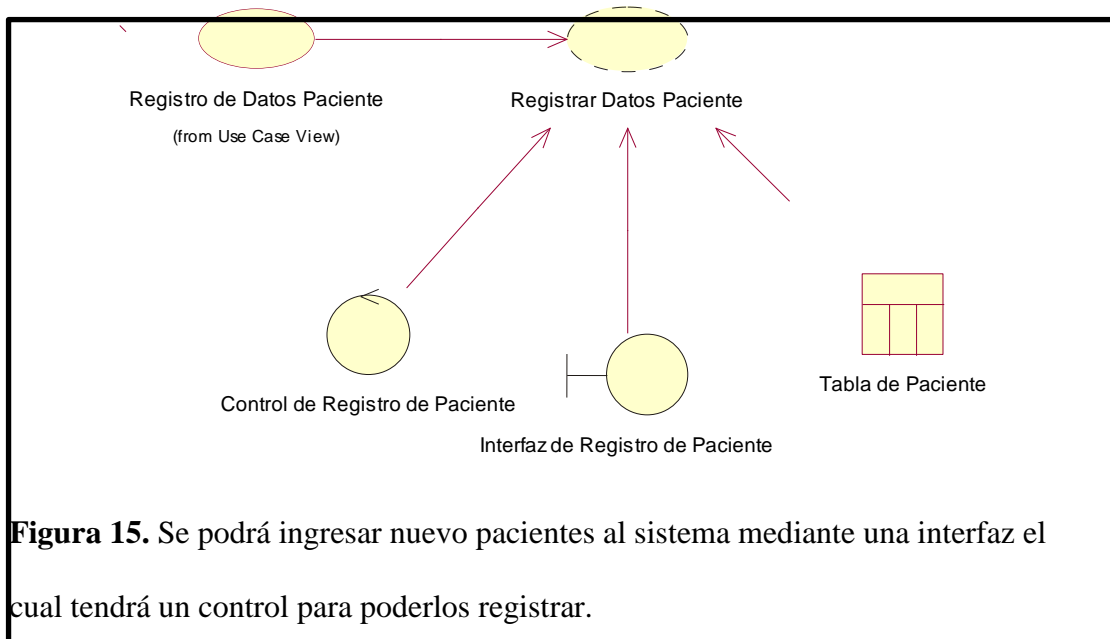 Registro de Datos Paciente
Registrar Datos Paciente
(from Use Case View)
Control de Registro de Paciente
Tabla de Paciente
Interfaz de Registro de Paciente
Figura 15. Se podrá ingresar nuevo pacientes al sistema mediante una interfaz el
cual tendrá un control para poderlos registrar.